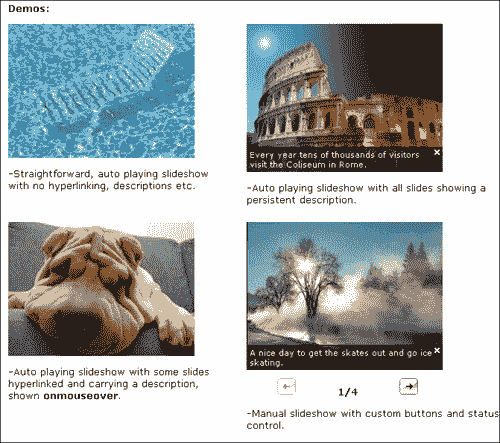 Demos:
-Straightforward, auto playing slideshow
with no hyperlinking, descriptions etc.
Every year tens of thousands of visitors
visit the Coliseum in Rome.
x
-Auto playing slideshow with all slides showing a
persistent description.
-Auto playing slideshow with some slides
hyperlinked and carrying a description,
shown onmouseover.
A nice day to get the skates out and go ice
skating.
x
1/4
-Manual slideshow with custom buttons and status
control.